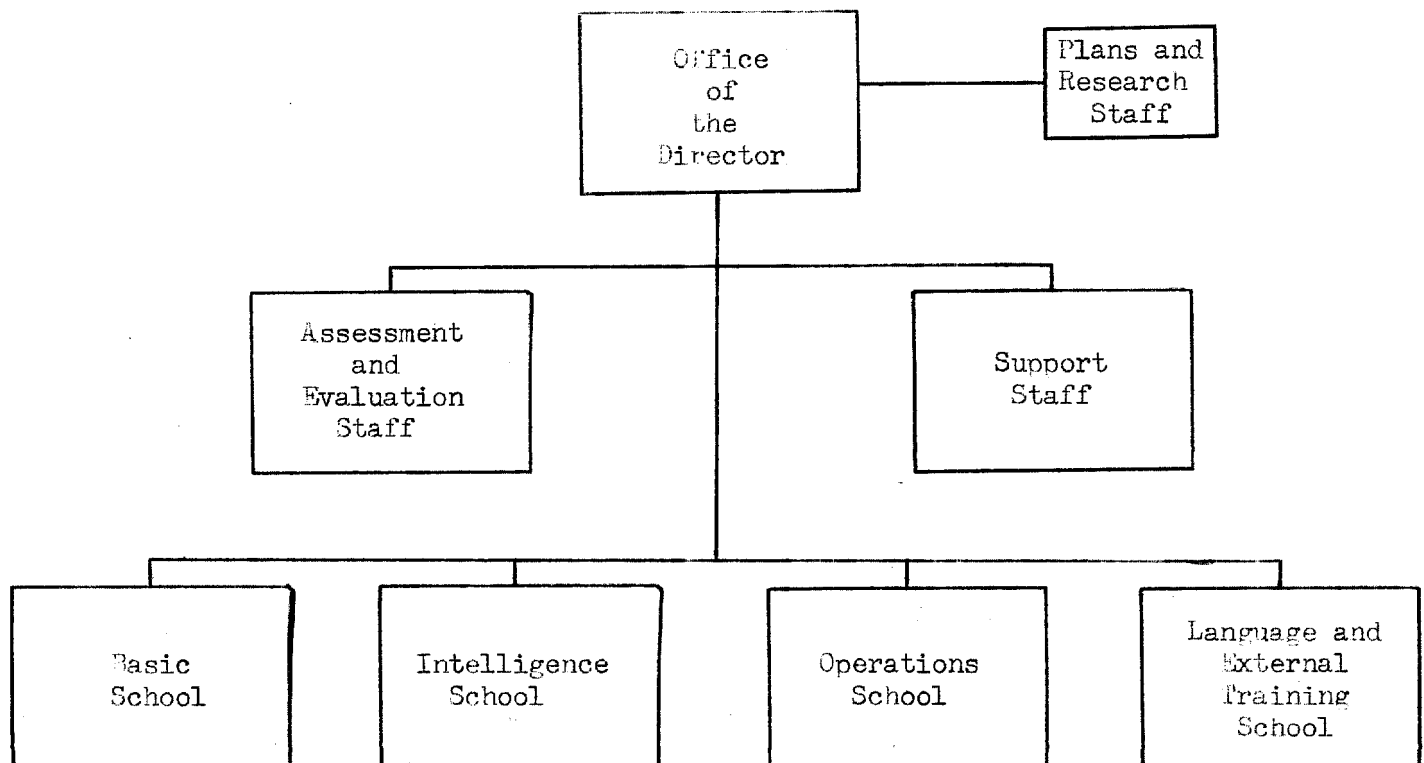 Office
of
the
Director
Plans and
Research
Staff
Assessment
and
Evaluation
Staff
Support
Staff
Basic
School
Intelligence
School
Operations
School
Language and
External
Training
School